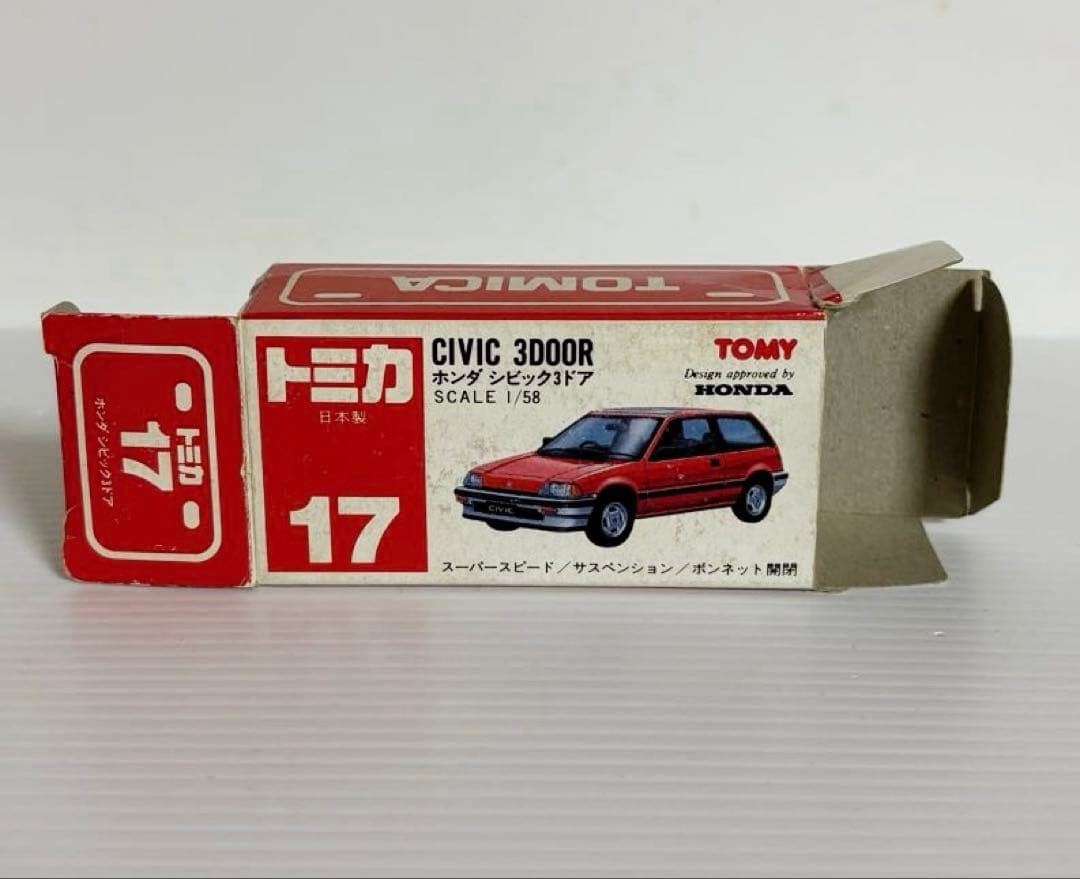 TOMICA
トミカ
日本製
17
CIVIC 3DOOR
ホンダ シビック3ドア
SCALE 1/58
TOMY
Design approved by
HONDA
CIVIC
スーパースピード/サスペンション/ボンネット開閉
トミカ
17
ホンダシビック3ドア